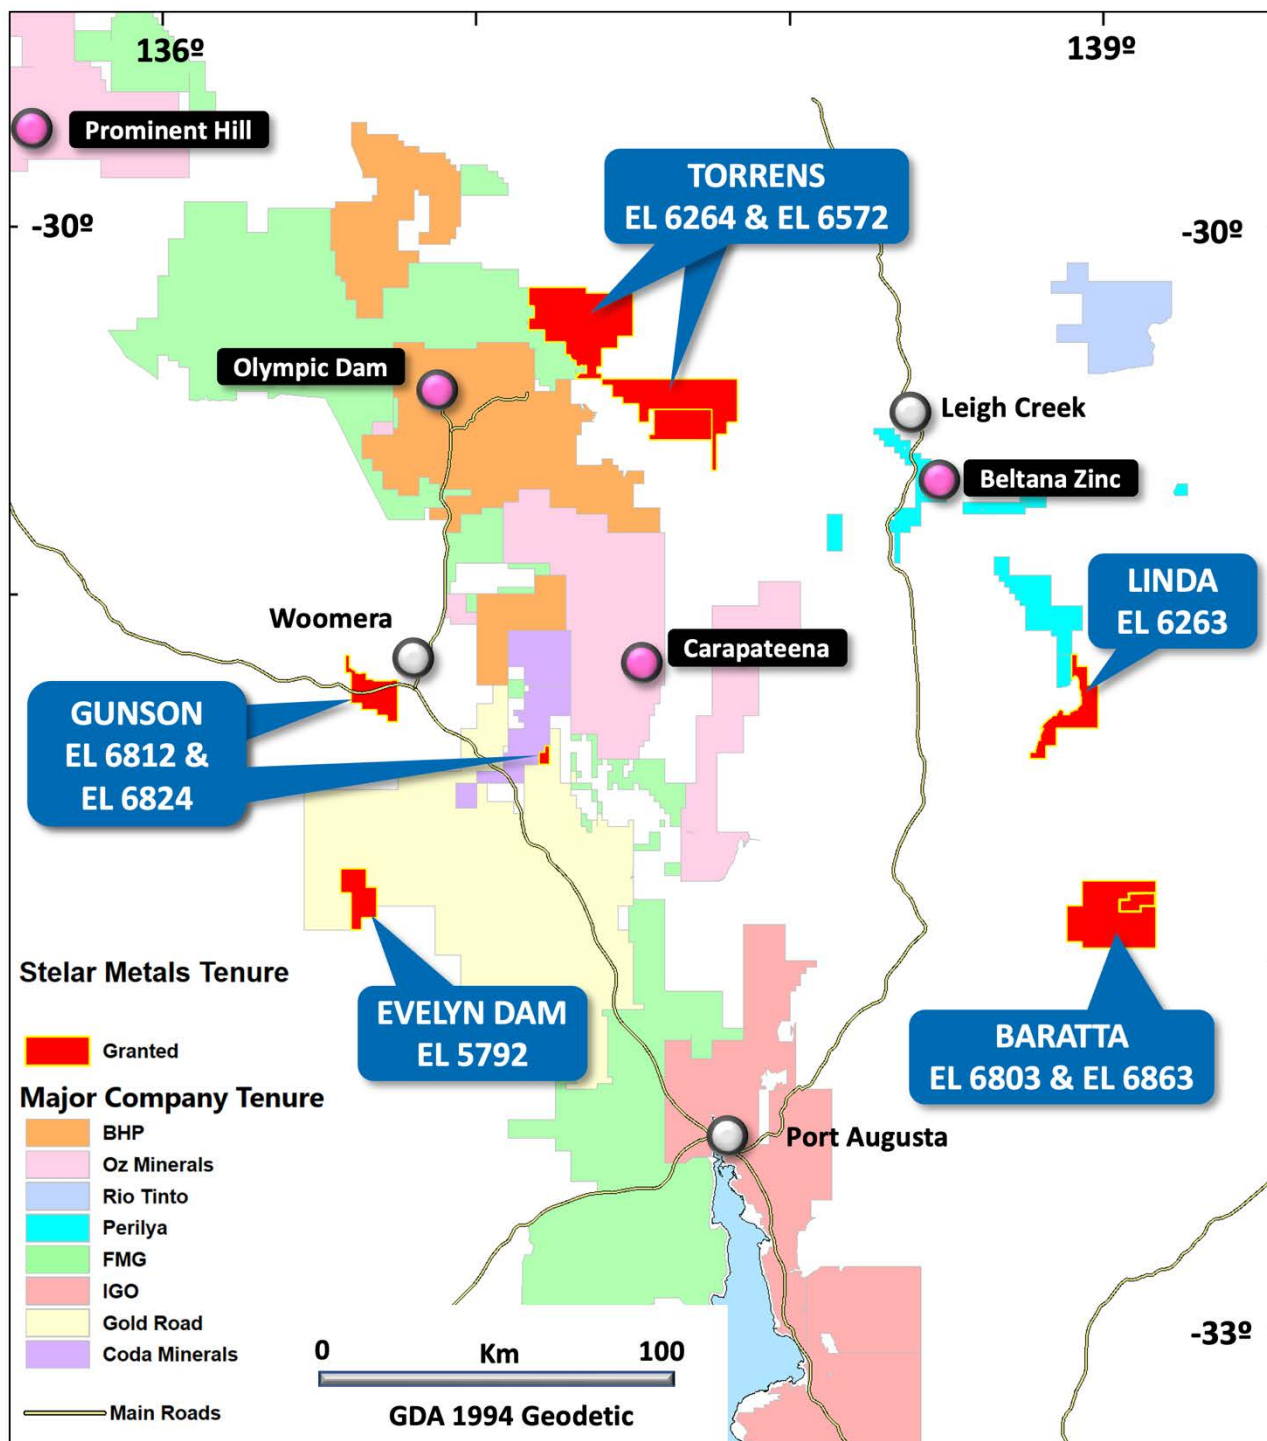 136º
139º
Prominent Hill
TORRENS
EL 6264 & EL 6572
-30º
-30º
Olympic Dam
Leigh Creek
Beltana Zinc
LINDA
EL 6263
Woomera
Carapateena
GUNSON
EL 6812 &
EL 6824
EVELYN DAM
EL 5792
BARATTA
EL 6803 & EL 6863
Port Augusta
Stelar Metals Tenure
Granted
Major Company Tenure
BHP
Oz Minerals
Rio Tinto
Perilya
FMG
IGO
Gold Road
Coda Minerals
Main Roads
0 Km 100
GDA 1994 Geodetic
-33º